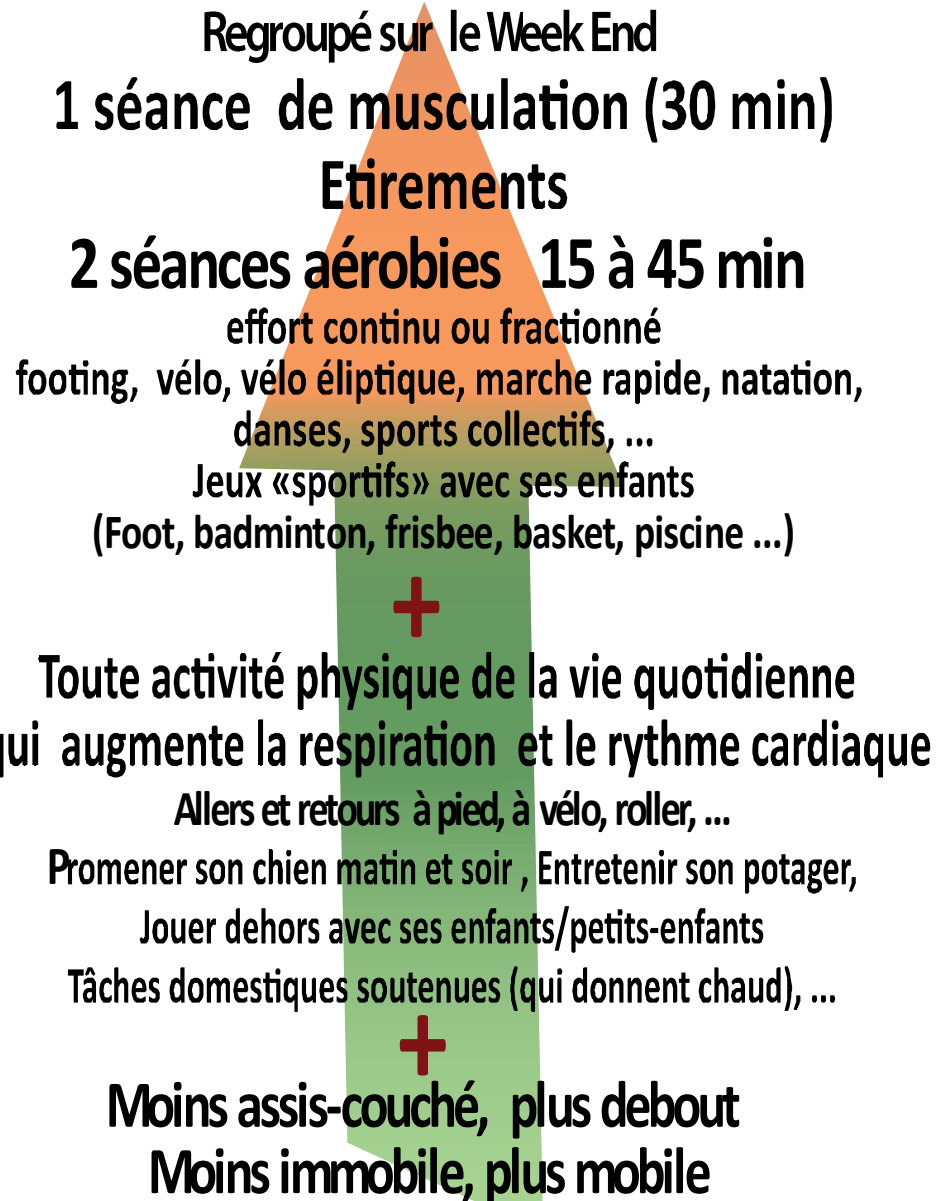 Regroupé sur le Week End
1 séance de musculation (30 min)
Etirements
2 séances aérobies 15 à 45 min
effort continu ou fractionné
footing, vélo, vélo éliptique, marche rapide, natation,
danses, sports collectifs, ...
Jeux «sportifs» avec ses enfants
(Foot, badminton, frisbee, basket, piscine ...)
+
Toute activité physique de la vie quotidienne
qui augmente la respiration et le rythme cardiaque
Allers et retours à pied, à vélo, roller, ...
Promener son chien matin et soir , Entretenir son potager,
Jouer dehors avec ses enfants/petits-enfants
Tâches domestiques soutenues (qui donnent chaud), ...
+
Moins assis-couché, plus debout
Moins immobile, plus mobile